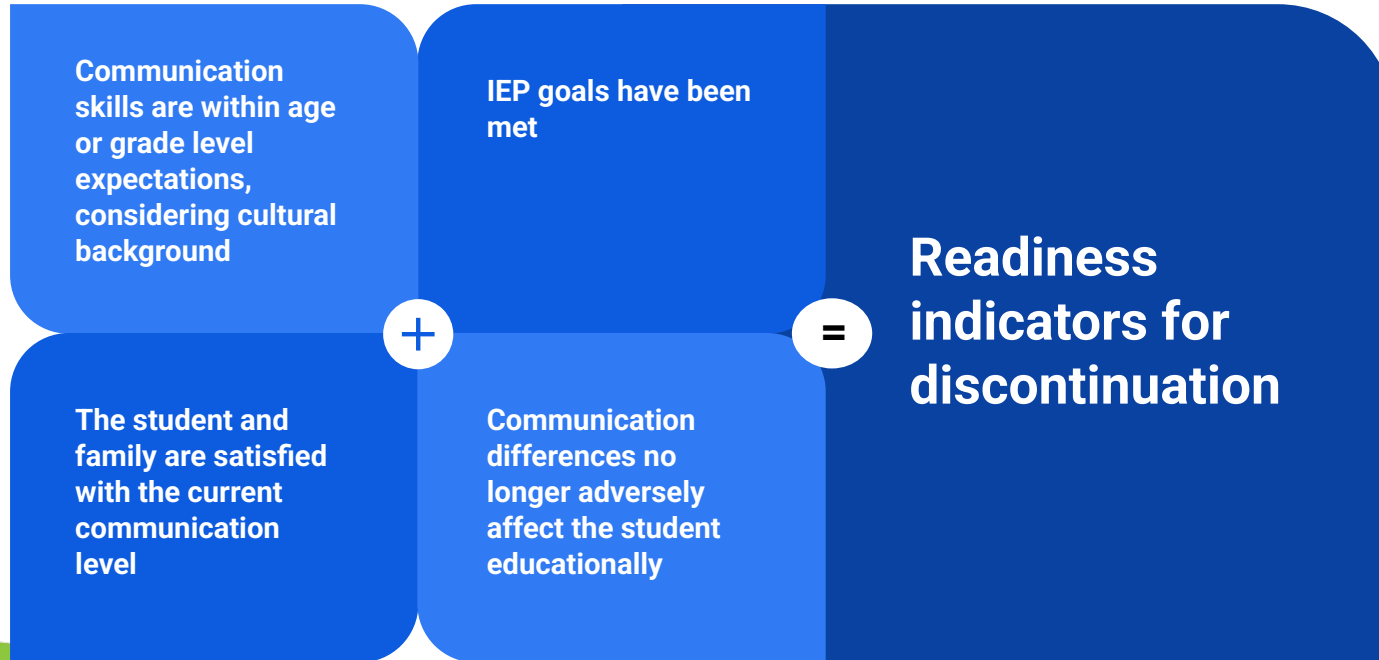 Communication
skills are within age
or grade level
expectations,
considering cultural
background
IEP goals have been
met
+
=
The student and
family are satisfied
with the current
communication
level
Communication
differences no
longer adversely
affect the student
educationally
Readiness
indicators for
discontinuation